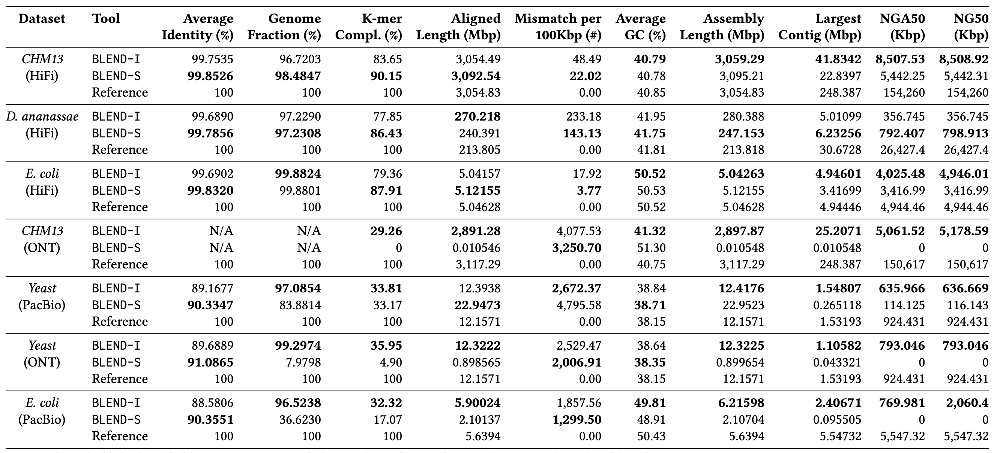 Dataset Tool Average Genome K-mer Aligned Mismatch per Average Assembly Largest NGA50 NG50
Identity (%) Fraction (%) Compl. (%) Length (Mbp) 100Kbp (#) GC (%) Length (Mbp) Contig (Mbp) (Kbp) (Kbp)
CHM13 BLEND-I 99.7535 96.7203 83.65 3,054.49 48.49 40.79 3,059.29 41.8342 8,507.53 8,508.92
(HiFi) BLEND-S 99.8526 98.4847 90.15 3,092.54 22.02 40.78 3,095.21 22.8397 5,442.25 5,442.31
Reference 100 100 100 3,054.83 0.00 40.85 3,054.83 248.387 154,260 154,260
D. ananassae BLEND-I 99.6890 97.2290 77.85 270.218 233.18 41.95 280.388 5.01099 356.745 356.745
(HiFi) BLEND-S 99.7856 97.2308 86.43 240.391 143.13 41.75 247.153 6.23256 792.407 798.913
Reference 100 100 100 213.805 0.00 41.81 213.818 30.6728 26,427.4 26,427.4
E. coli BLEND-I 99.6902 99.8824 79.36 5.04157 17.92 50.52 5.04263 4.94601 4,025.48 4,946.01
(HiFi) BLEND-S 99.8320 99.8801 87.91 5.12155 3.77 50.53 5.12155 3.41699 3,416.99 3,416.99
Reference 100 100 100 5.04628 0.00 50.52 5.04628 4.94446 4,944.46 4,944.46
CHM13 BLEND-I N/A N/A 29.26 2,891.28 4,077.53 41.32 2,897.87 25.2071 5,061.52 5,178.59
(ONT) BLEND-S N/A N/A 0 0.010546 3,250.70 51.30 0.010548 0.010548 0 0
Reference 100 100 100 3,117.29 0.00 40.75 3,117.29 248.387 150,617 150,617
Yeast BLEND-I 89.1677 97.0854 33.81 12.3938 2,672.37 38.84 12.4176 1.54807 635.966 636.669
(PacBio) BLEND-S 90.3347 83.8814 33.17 22.9473 4,795.58 38.71 22.9523 0.265118 114.125 116.143
Reference 100 100 100 12.1571 0.00 38.15 12.1571 1.53193 924.431 924.431
Yeast BLEND-I 89.6889 99.2974 35.95 12.3222 2,529.47 38.64 12.3225 1.10582 793.046 793.046
(ONT) BLEND-S 91.0865 7.9798 4.90 0.898565 2,006.91 38.35 0.899654 0.043321 0 0
Reference 100 100 100 12.1571 0.00 38.15 12.1571 1.53193 924.431 924.431
E. coli BLEND-I 88.5806 96.5238 32.32 5.90024 1,857.56 49.81 6.21598 2.40671 769.981 2,060.4
(PacBio) BLEND-S 90.3551 36.6230 17.07 2.10137 1,299.50 48.91 2.10704 0.095505 0 0
Reference 100 100 100 5.6394 0.00 50.43 5.6394 5.54732 5,547.32 5,547.32